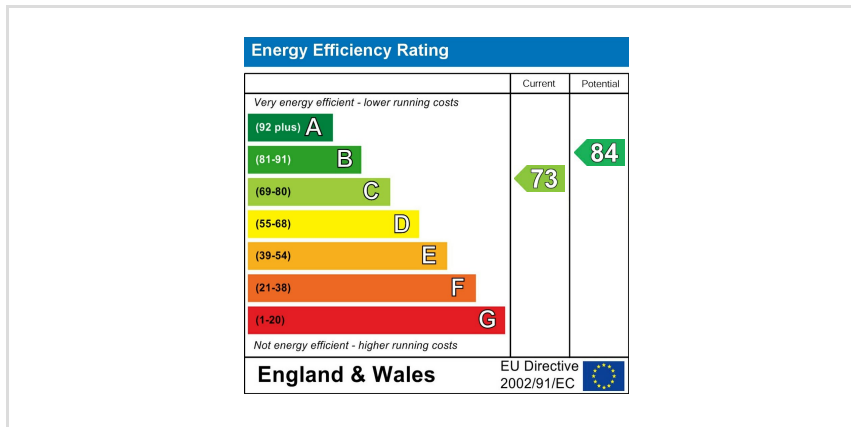 Energy Efficiency Rating
Current Potential
Very energy efficient - lower running costs
(92 plus) A
(81-91) B
84
(69-80) C
73
(55-68) D
(39-54) E
(21-38) F
(1-20) G
Not energy efficient - higher running costs
England & Wales
EU Directive
2002/91/EC